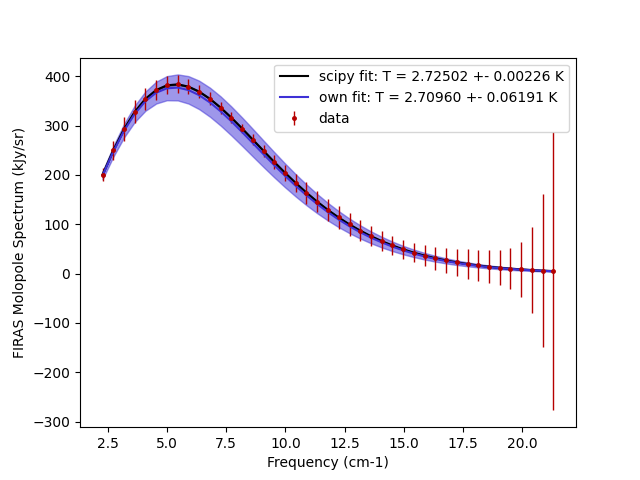 scipy fit: T = 2.72502 +- 0.00226 K
own fit: T = 2.70960 +- 0.06191 K
data
FIRAS Molopole Spectrum (kJy/sr)
400
300
200
100
0
−100
−200
−300
2.5 5.0 7.5 10.0 12.5 15.0 17.5 20.0
Frequency (cm-1)